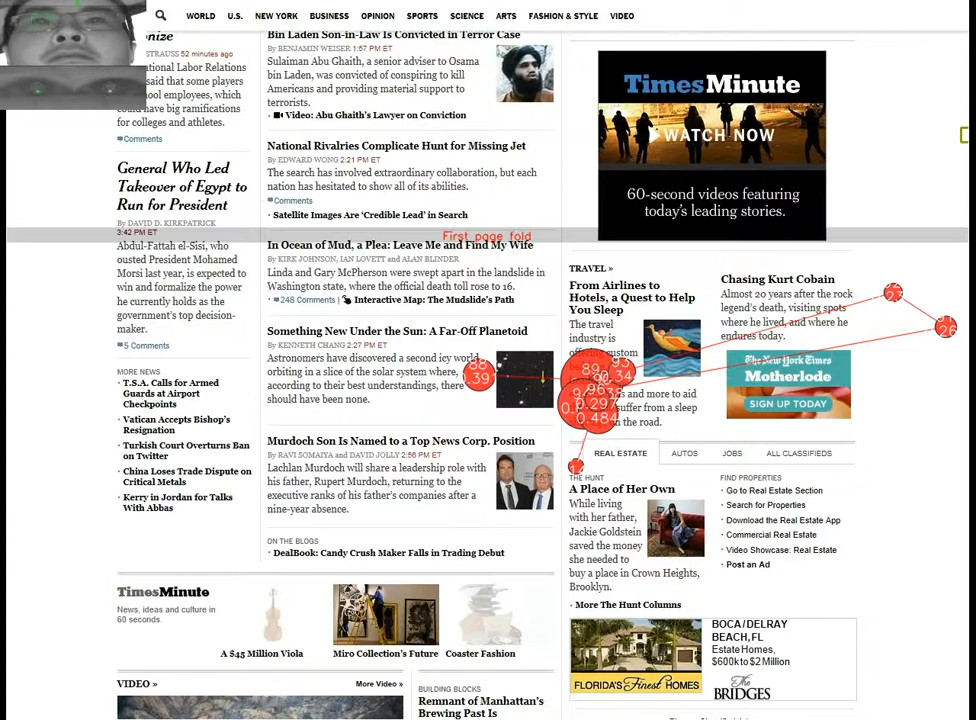 WORLD U.S. NEW YORK BUSINESS OPINION SPORTS SCIENCE ARTS FASHION & STYLE VIDEO
STRAUSS 52 minutes ago
ational Labor Relations
said that some players
ool employees, which
have big ramifications
for colleges and athletes.
Comments
General Who Led
Takeover of Egypt to
Run for President
By DAVID D. KIRKPATRICK
3:42 PM ET
Abdul-Fattah el-Sisi, who
ousted President Mohamed
Morsi last year, is expected to
win and formalize the power
he currently holds as the
government's top decision-
maker.
5 Comments
MORE NEWS
T.S.A. Calls for Armed
Guards at Airport
Checkpoints
Vatican Accepts Bishop's
Resignation
Turkish Court Overturns Ban
on Twitter
China Loses Trade Dispute on
Critical Metals
Kerry in Jordan for Talks
With Abbas
Bin Laden Son-in-Law Is Convicted in Terror Case
By BENJAMIN WEISER 1:57 PM ET
Sulaiman Abu Ghaith, a senior adviser to Osama
bin Laden, was convicted of conspiring to kill
Americans and providing material support to
terrorists.
· Video: Abu Ghaith's Lawyer on Conviction
National Rivalries Complicate Hunt for Missing Jet
By EDWARD WONG 2:21 PM ET
The search has involved extraordinary collaboration, but each
nation has hesitated to show all of its abilities.
Comments
· Satellite Images Are 'Credible Lead' in Search
First page fold
In Ocean of Mud, a Plea: Leave Me and Find My Wife
By KIRK JOHNSON, IAN LOVETT and ALAN BLINDER
Linda and Gary McPherson were swept apart in the landslide in
Washington state, where the official death toll rose to 16.
248 Comments | Interactive Map: The Mudslide's Path
Something New Under the Sun: A Far-Off Planetoid
By KENNETH CHANG 2:27 PM ET
Astronomers have discovered a second icy world
orbiting in a slice of the solar system where,
according to their best understandings, there
should have been none.
Murdoch Son Is Named to a Top News Corp. Position
By RAVI SOMAIYA and DAVID JOLLY 2:56 PM ET
Lachlan Murdoch will share a leadership role with
his father, Rupert Murdoch, returning to the
executive ranks of his father's companies after a
nine-year absence.
ON THE BLOGS
· DealBook: Candy Crush Maker Falls in Trading Debut
TimesMinute
News, ideas and culture in
60 seconds.
A $45 Million Viola
Miro Collection's Future
Coaster Fashion
VIDEO »
More Video »
BUILDING BLOCKS
Remnant of Manhattan's
Brewing Past Is
TimesMinute
WATCH NOW
60-second videos featuring
today's leading stories.
TRAVEL »
From Airlines to
Hotels, a Quest to Help
You Sleep
The travel
industry is
offering custom
and more to aid
suffer from a sleep
on the road.
88
0.39
89
93
0.34
96
0.297
0.484
26
Chasing Kurt Cobain
Almost 20 years after the rock
legend's death, visiting spots
where he lived, and where he
endures today.
The New York Times
Motherlode
SIGN UP TODAY
REAL ESTATE AUTOS JOBS ALL CLASSIFIEDS
THE HUNT
A Place of Her Own
While living
with her father,
Jackie Goldstein
saved the money
she needed to
buy a place in Crown Heights,
Brooklyn.
· More The Hunt Columns
FIND PROPERTIES
· Go to Real Estate Section
· Search for Properties
· Download the Real Estate App
· Commercial Real Estate
· Video Showcase: Real Estate
· Post an Ad
FLORIDA'S Finest HOMES
BOCA/DELRAY
BEACH, FL
Estate Homes,
$600k to $2 Million
The
BRIDGES